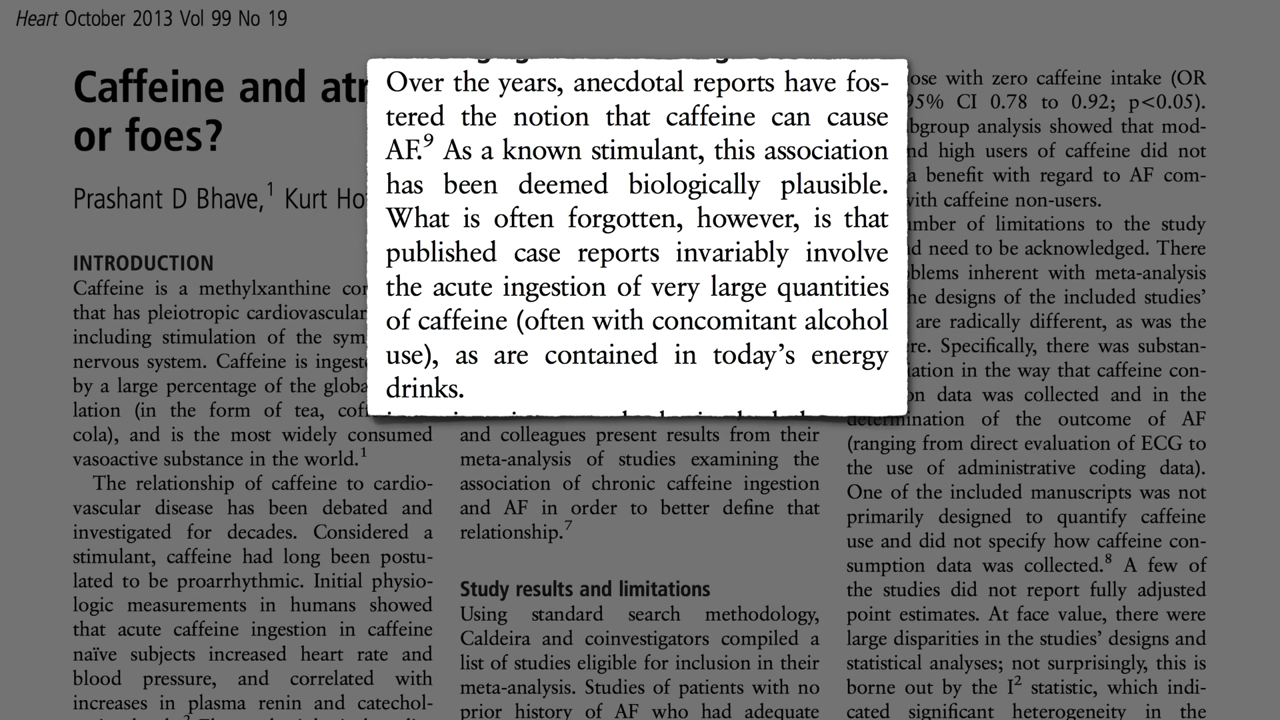 Heart October 2013 Vol 99 No 19
Caffeine and atr
or foes?
Prashant D Bhave,1 Kurt Ho
INTRODUCTION
Caffeine is a methylxanthine co
that has pleiotropic cardiovascular
including stimulation of the sym
nervous system. Caffeine is ingest
by a large percentage of the globa
lation (in the form of tea, cof
cola), and is the most widely consumed
vasoactive substance in the world.1
The relationship of caffeine to cardio-
vascular disease has been debated and
investigated for decades. Considered a
stimulant, caffeine had long been postu-
lated to be proarrhythmic. Initial physio-
logic measurements in humans showed
that acute caffeine ingestion in caffeine
naïve subjects increased heart rate and
blood pressure, and correlated with
increases in plasma renin and catechol-
Over the years, anecdotal reports have fos-
tered the notion that caffeine can cause
AF.9 As a known stimulant, this association
has been deemed biologically plausible.
What is often forgotten, however, is that
published case reports invariably involve
the acute ingestion of very large quantities
of caffeine (often with concomitant alcohol
use), as are contained in today's energy
drinks.
and colleagues present results from their
meta-analysis of studies examining the
association of chronic caffeine ingestion
and AF in order to better define that
relationship.7
Study results and limitations
Using standard search methodology,
Caldeira and coinvestigators compiled a
list of studies eligible for inclusion in their
meta-analysis. Studies of patients with no
prior history of AF who had adequate
ose with zero caffeine intake (OR
95% CI 0.78 to 0.92; p<0.05).
bgroup analysis showed that mod-
nd high users of caffeine did not
a benefit with regard to AF com-
with caffeine non-users.
umber of limitations to the study
d need to be acknowledged. There
blems inherent with meta-analysis
he designs of the included studies'
are radically different, as was the
re. Specifically, there was substan-
iation in the way that caffeine con-
on data was collected and in the
determination of the outcome of AF
(ranging from direct evaluation of ECG to
the use of administrative coding data).
One of the included manuscripts was not
primarily designed to quantify caffeine
use and did not specify how caffeine con-
sumption data was collected.8 A few of
the studies did not report fully adjusted
point estimates. At face value, there were
large disparities in the studies' designs and
statistical analyses; not surprisingly, this is
borne out by the I2 statistic, which indi-
cated significant heterogeneity in the